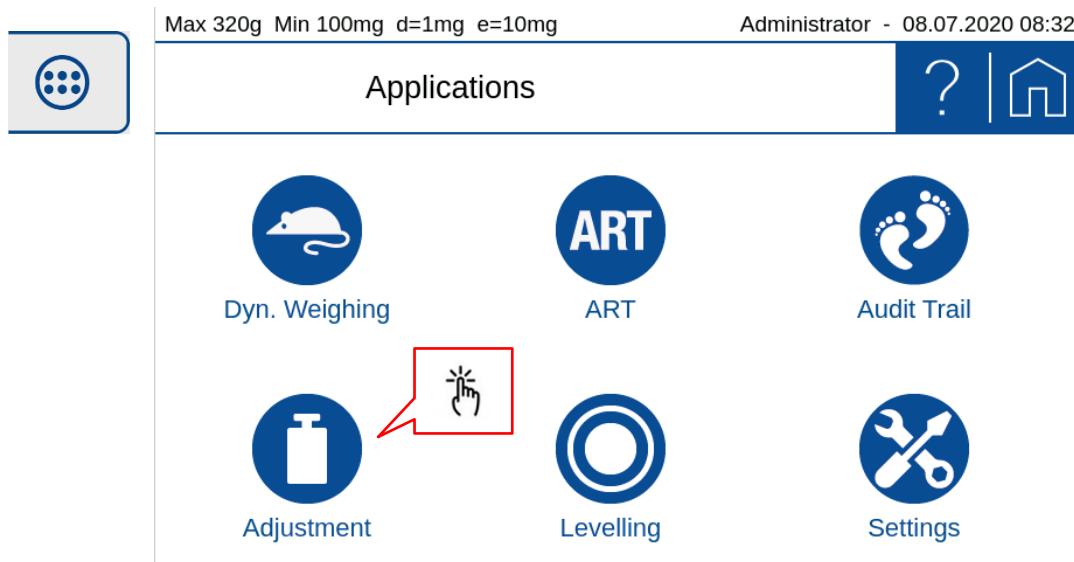 Max 320g Min 100mg d=1mg e=10mg Administrator - 08.07.2020 08:32
Applications ?
ART
Dyn. Weighing ART Audit Trail
Adjustment Levelling Settings